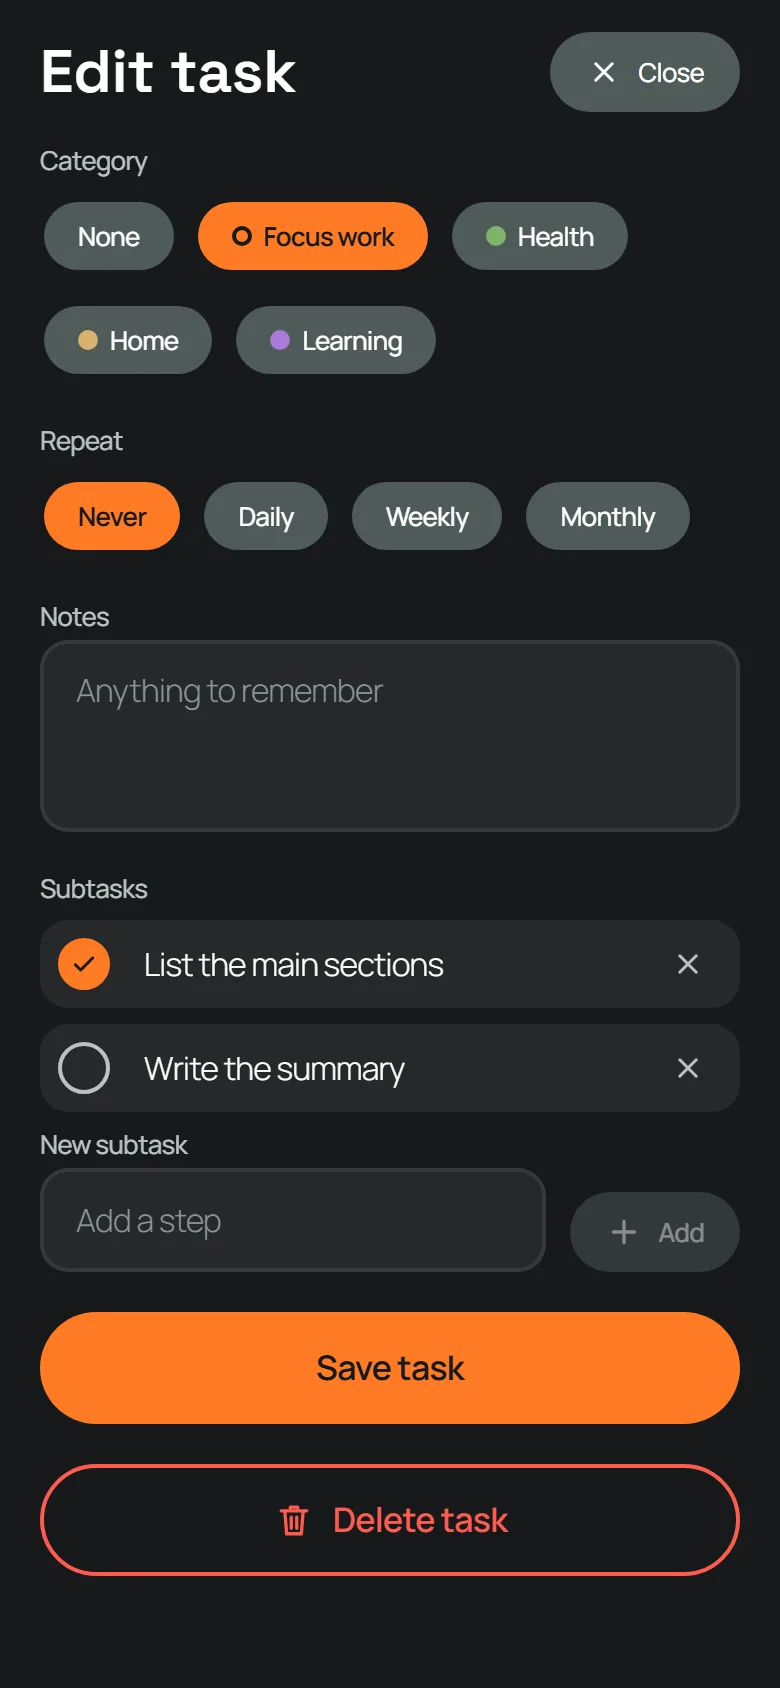 Edit task
Close
Category
None
Focus work
Health
Home
Learning
Repeat
Never
Daily
Weekly
Monthly
Notes
Anything to remember
Subtasks
List the main sections
Write the summary
New subtask
Add a step
Add
Save task
Delete task